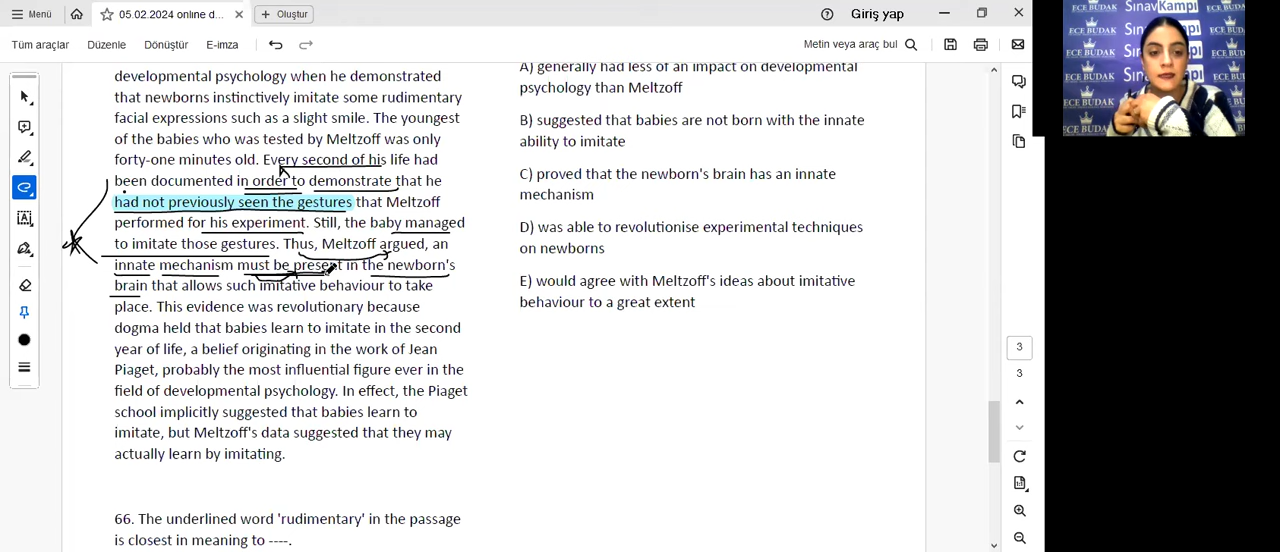 Menü
05.02.2024 online d...
Oluştur
Giriş yap
Tüm araçlar
Düzenle
Dönüştür
E-imza
Metin veya araç bul
developmental psychology when he demonstrated
that newborns instinctively imitate some rudimentary
facial expressions such as a slight smile. The youngest
of the babies who was tested by Meltzoff was only
forty-one minutes old. Every second of his life had
been documented in order to demonstrate that he
had not previously seen the gestures that Meltzoff
performed for his experiment. Still, the baby managed
to imitate those gestures. Thus, Meltzoff argued, an
innate mechanism must be present in the newborn's
brain that allows such imitative behaviour to take
place. This evidence was revolutionary because
dogma held that babies learn to imitate in the second
year of life, a belief originating in the work of Jean
Piaget, probably the most influential figure ever in the
field of developmental psychology. In effect, the Piaget
school implicitly suggested that babies learn to
imitate, but Meltzoff's data suggested that they may
actually learn by imitating.
66. The underlined word 'rudimentary' in the passage
is closest in meaning to ----.
A) generally had less of an impact on developmental
psychology than Meltzoff
B) suggested that babies are not born with the innate
ability to imitate
C) proved that the newborn's brain has an innate
mechanism
D) was able to revolutionise experimental techniques
on newborns
E) would agree with Meltzoff's ideas about imitative
behaviour to a great extent
3
3
ECE BUDAK
SınavKampı
ECE BUDAK
ECE BUDAK
ECE BUDAK